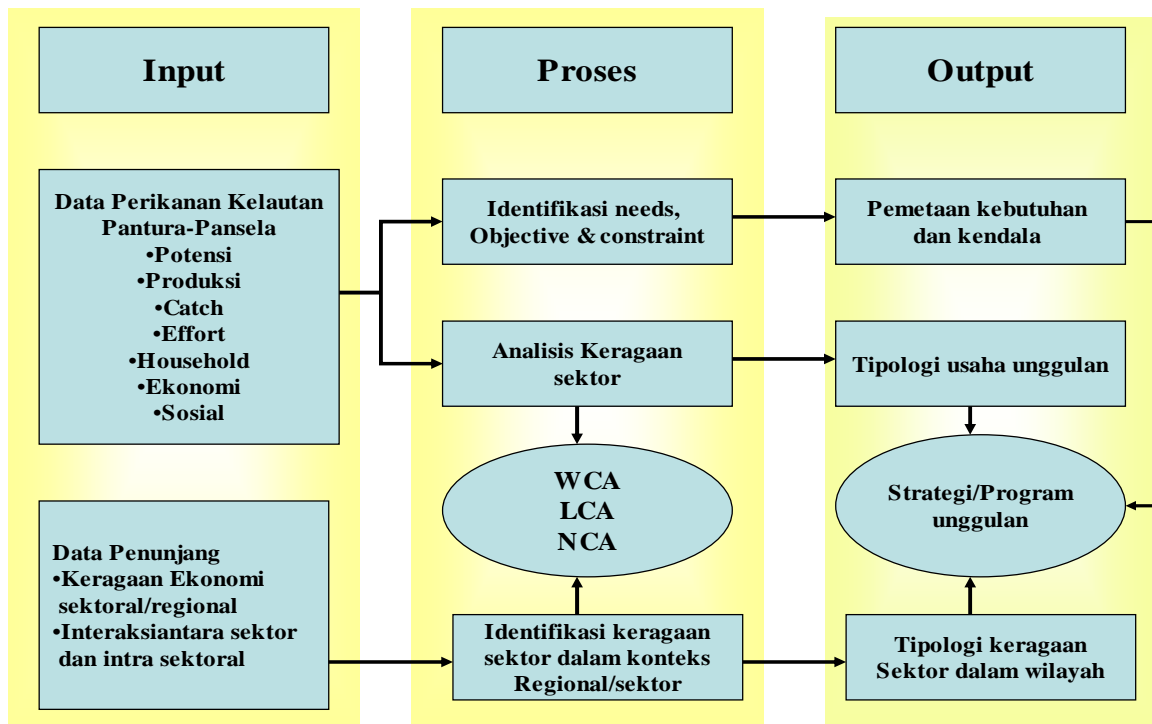 Input
Data Perikanan Kelautan
Pantura-Pansela
•Potensi
•Produksi
•Catch
•Effort
•Household
•Ekonomi
•Sosial
Data Penunjang
•Keragaan Ekonomi
sektoral/regional
•Interaksiantara sektor
dan intra sektoral
Proses
Identifikasi needs,
Objective & constraint
Analisis Keragaan
sektor
WCA
LCA
NCA
Identifikasi keragaan
sektor dalam konteks
Regional/sektor
Output
Pemetaan kebutuhan
dan kendala
Tipologi usaha unggulan
Strategi/Program
unggulan
Tipologi keragaan
Sektor dalam wilayah